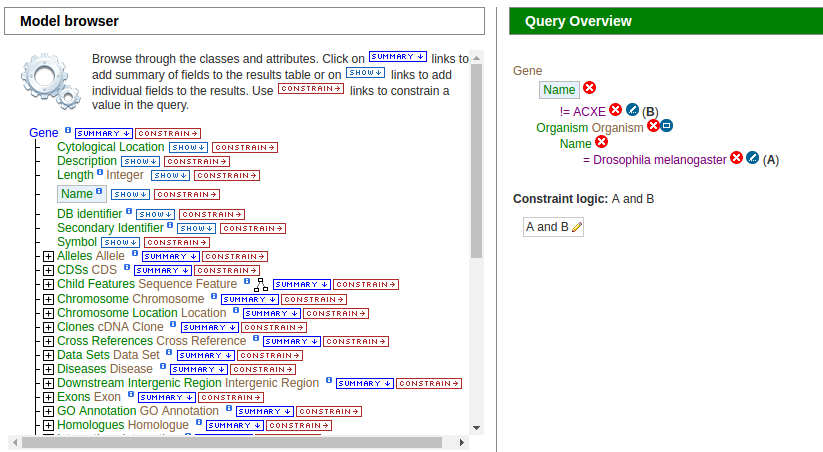 Model browser
Browse through the classes and attributes. Click on SUMMARY links to
add summary of fields to the results table or on SHOW links to add
individual fields to the results. Use CONSTRAIN links to constrain a
value in the query.
Gene SUMMARY CONSTRAIN
Cytological Location SHOW CONSTRAIN
Description SHOW CONSTRAIN
Length Integer SHOW CONSTRAIN
Name SHOW CONSTRAIN
DB identifier SHOW CONSTRAIN
Secondary Identifier SHOW CONSTRAIN
Symbol SHOW CONSTRAIN
Alleles Allele SUMMARY CONSTRAIN
CDSs CDS SUMMARY CONSTRAIN
Child Features Sequence Feature SUMMARY CONSTRAIN
Chromosome Chromosome SUMMARY CONSTRAIN
Chromosome Location Location SUMMARY CONSTRAIN
Clones cDNA Clone SUMMARY CONSTRAIN
Cross References Cross Reference SUMMARY CONSTRAIN
Data Sets Data Set SUMMARY CONSTRAIN
Diseases Disease SUMMARY CONSTRAIN
Downstream Intergenic Region Intergenic Region SUMMARY CONSTRAIN
Exons Exon SUMMARY CONSTRAIN
GO Annotation GO Annotation SUMMARY CONSTRAIN
Homologues Homologue SUMMARY CONSTRAIN
Query Overview
Gene
Name
!= ACXE (B)
Organism Organism
Name
= Drosophila melanogaster (A)
Constraint logic: A and B
A and B